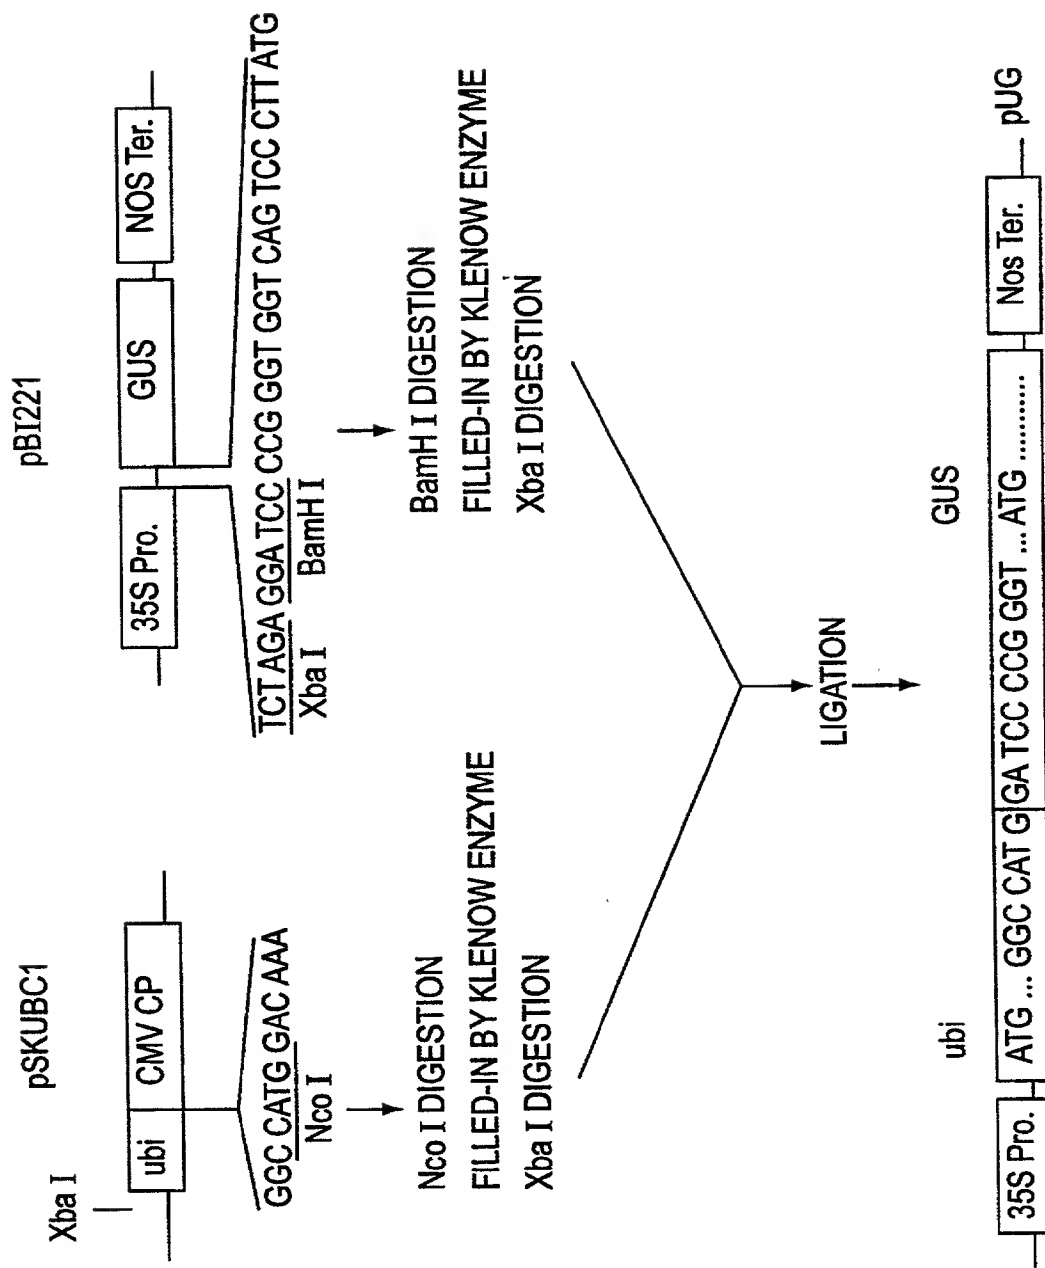 pSKUBC1
Xba I
ubi CMV CP
GGC CATG GAC AAA
Nco I
Nco I DIGESTION
FILLED-IN BY KLENOW ENZYME
Xba I DIGESTION
pBI221
35S Pro. GUS NOS Ter.
TCT AGA GGA TCC CCG GGT GGT CAG TCC CTT ATG
Xba I BamH I
BamH I DIGESTION
FILLED-IN BY KLENOW ENZYME
Xba I DIGESTION
LIGATION
ubi GUS
35S Pro. ATG ... GGC CAT G GA TCC CCG GGT ... ATG ............ Nos Ter. pUG